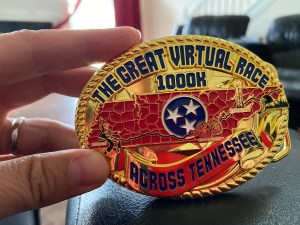 THE GREAT VIRTUAL RACE
1000K
ACROSS TENNESSEE